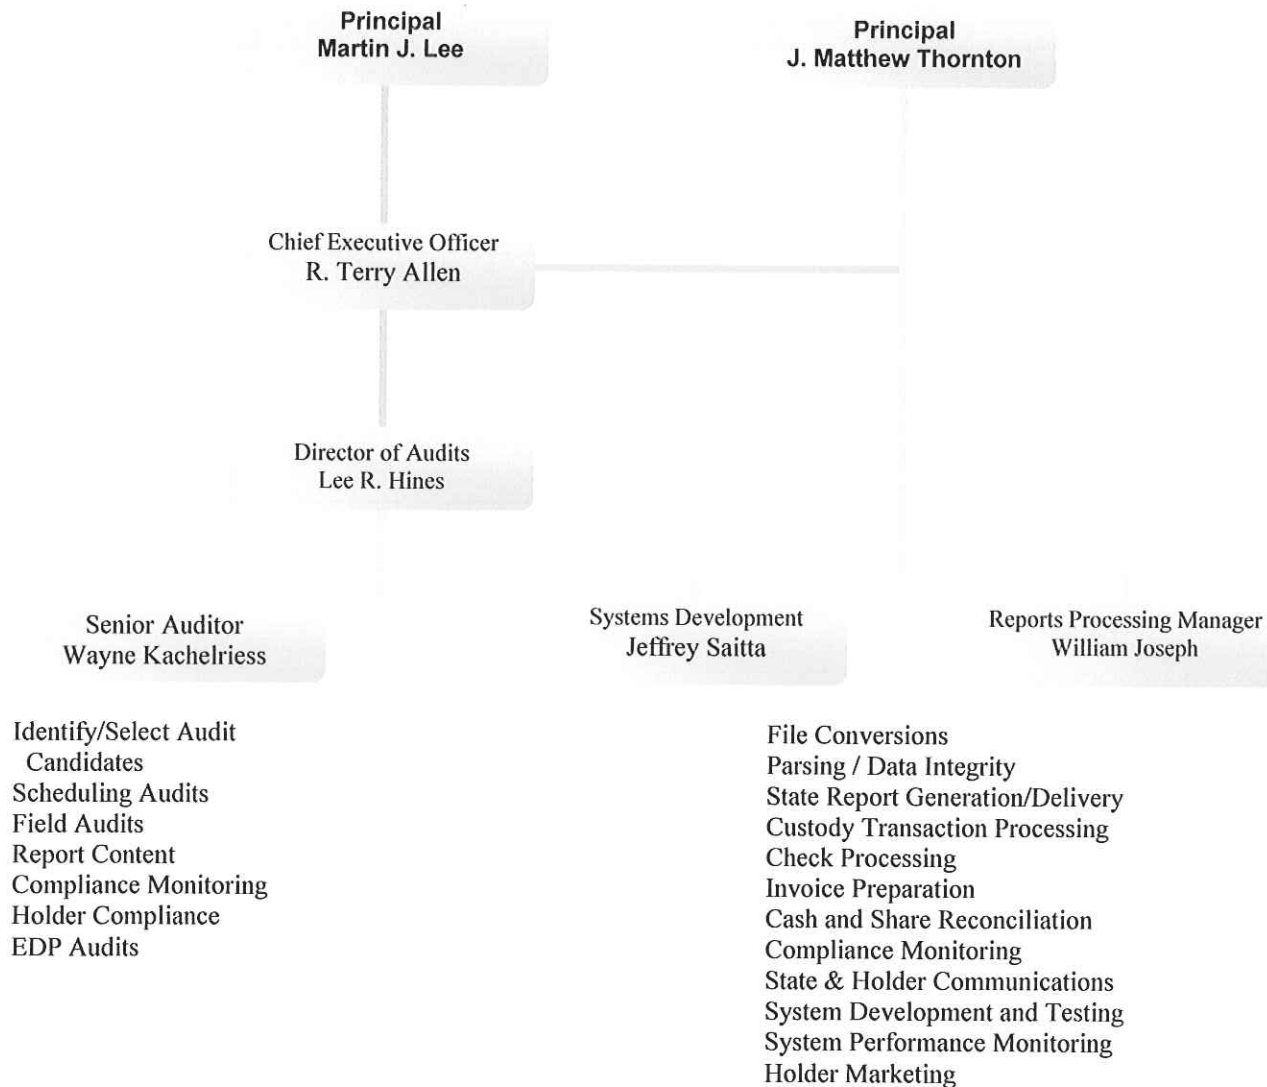 Principal
Martin J. Lee
Principal
J. Matthew Thornton
Chief Executive Officer
R. Terry Allen
Director of Audits
Lee R. Hines
Senior Auditor
Wayne Kachelriess
Systems Development
Jeffrey Saitta
Reports Processing Manager
William Joseph
Identify/Select Audit
Candidates
Scheduling Audits
Field Audits
Report Content
Compliance Monitoring
Holder Compliance
EDP Audits
File Conversions
Parsing / Data Integrity
State Report Generation/Delivery
Custody Transaction Processing
Check Processing
Invoice Preparation
Cash and Share Reconciliation
Compliance Monitoring
State & Holder Communications
System Development and Testing
System Performance Monitoring
Holder Marketing